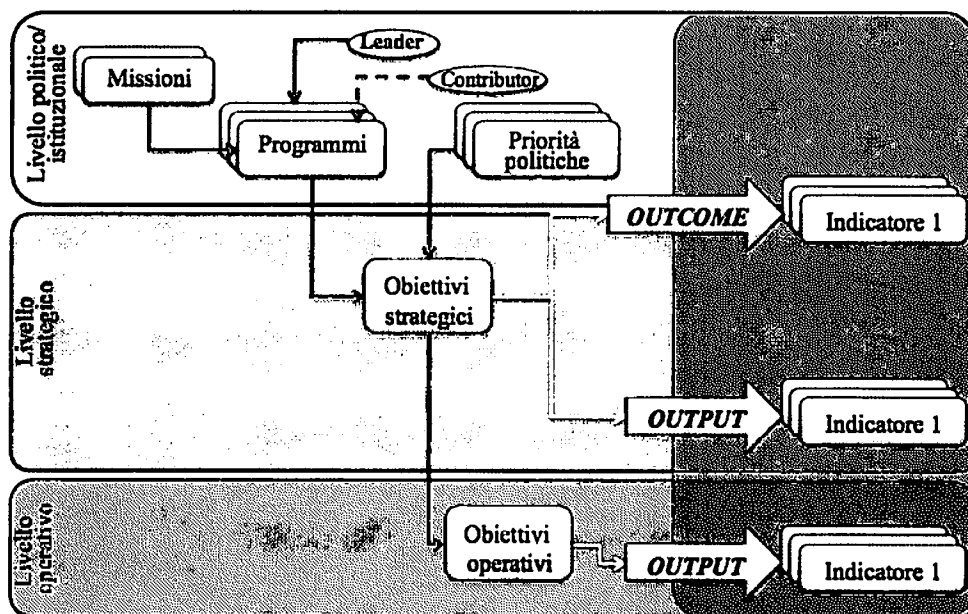 Livello politico/
istituzionale
Missioni
Leader
Contributor
Programmi
Priorità
politiche
OUTCOME
Indicatore 1
Livello
strategico
Obiettivi
strategici
OUTPUT
Indicatore 1
Livello
operativo
Obiettivi
operativi
OUTPUT
Indicatore 1